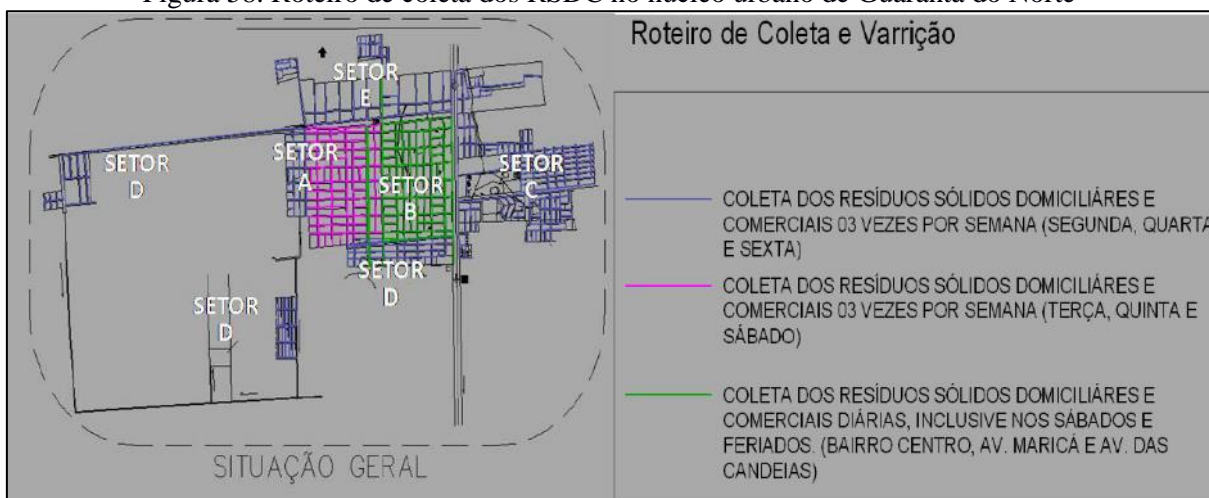 Figura 38. Roteiro de coleta dos RSDC no núcleo urbano de Guarantã do Norte
Roteiro de Coleta e Varrição
SETOR
E
SETOR
D
SETOR
A
SETOR
B
SETOR
C
SETOR
D
SETOR
D
SITUAÇÃO GERAL
COLETA DOS RESÍDUOS SÓLIDOS DOMICILIÁRES E
COMERCIAIS 03 VEZES POR SEMANA (SEGUNDA, QUARTA
E SEXTA)
COLETA DOS RESÍDUOS SÓLIDOS DOMICILIÁRES E
COMERCIAIS 03 VEZES POR SEMANA (TERÇA, QUINTA E
SÁBADO)
COLETA DOS RESÍDUOS SÓLIDOS DOMICILIÁRES E
COMERCIAIS DIÁRIAS, INCLUSIVE NOS SÁBADOS E
FERIADOS. (BAIRRO CENTRO, AV. MARICÁ E AV. DAS
CANDEIAS)